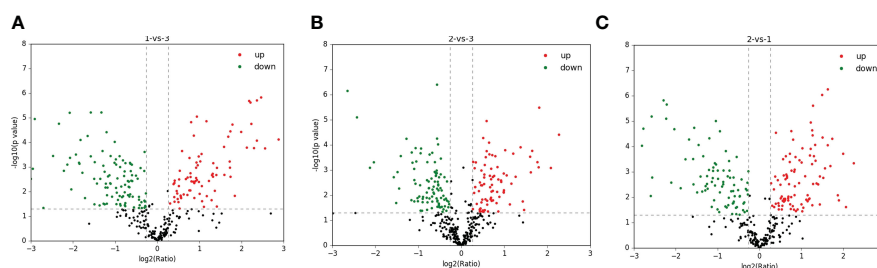 A
B
C
1-vs-3
2-vs-3
2-vs-1
8
7
6
5
4
3
2
1
0
-log10(p value)
up
down
−3 −2 −1 0 1 2 3
log2(Ratio)
8
7
6
5
4
3
2
1
0
-log10(p value)
up
down
−3 −2 −1 0 1 2 3
log2(Ratio)
8
7
6
5
4
3
2
1
0
-log10(p value)
up
down
−3 −2 −1 0 1 2
log2(Ratio)